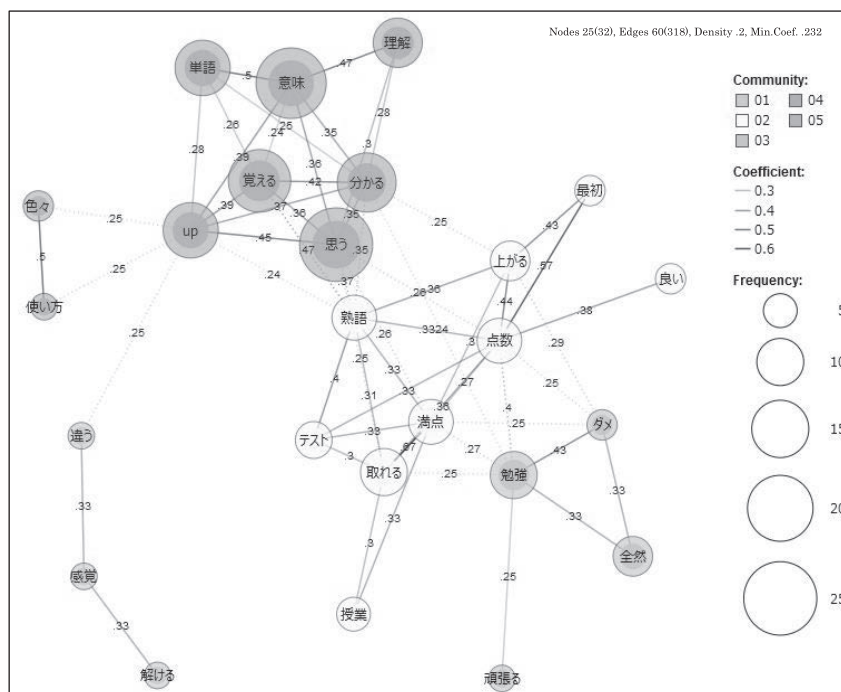 Nodes 25(32), Edges 60(318), Density .2, Min.Coef. .232
理解
単語
意味
.47
.5
.26
.25
.24
.35
.28
.3
.28
.39
.36
覚える
.42
分かる
最初
色々
.25
up
.39
.37
.36
.35
.25
.43
.45
思う
.47
.35
上がる
.57
良い
.5
.25
.24
.37
.28
.36
.44
.38
使い方
熟語
.26
.3324
点数
.3
.29
.25
.25
.33
.27
.25
.4
.31
.33
.36
.4
違う
テスト
.33
満点
.25
ダメ
.3
.67
.27
.43
取れる
.25
勉強
.33
.33
.33
.33
全然
.3
感覚
.25
授業
.33
解ける
頑張る
Community:
01 04
02 05
03
Coefficient:
0.3
0.4
0.5
0.6
Frequency:
5
10
15
20
25